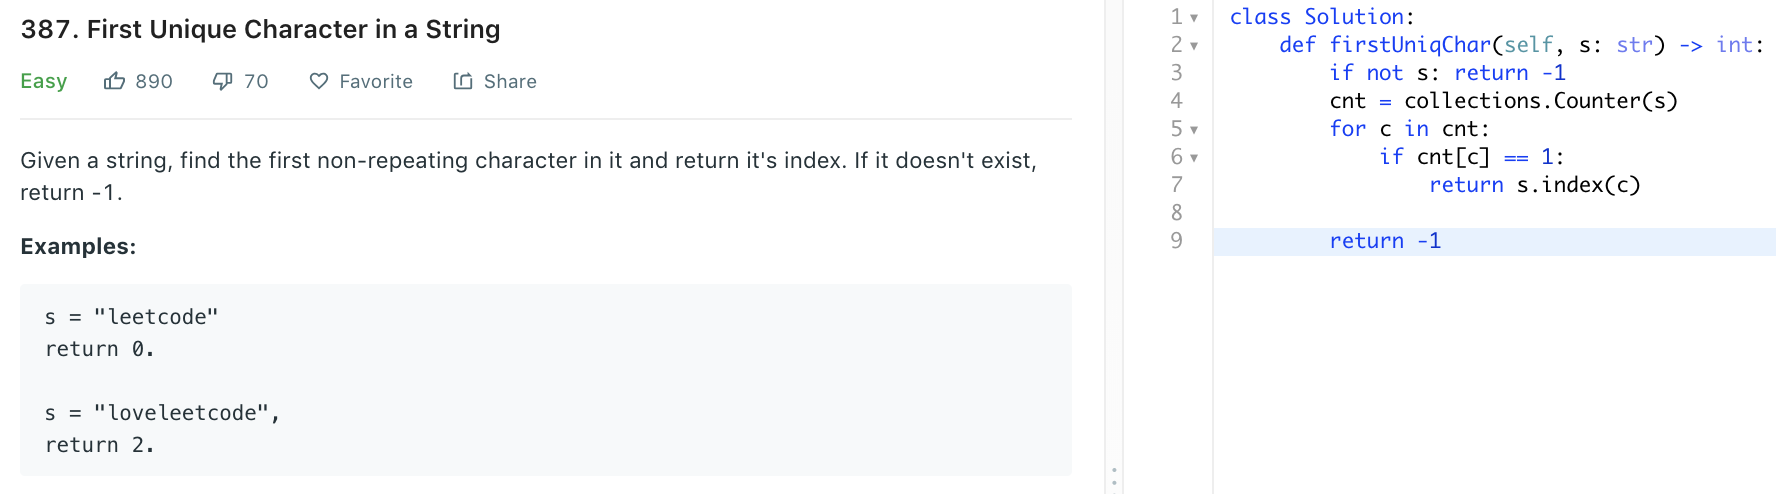 387. First Unique Character in a String
Easy 890 70 Favorite Share
Given a string, find the first non-repeating character in it and return it's index. If it doesn't exist,
return -1.
Examples:
s = "leetcode"
return 0.
s = "loveleetcode",
return 2.
1 class Solution:
2     def firstUniqChar(self, s: str) -> int:
3         if not s: return -1
4         cnt = collections.Counter(s)
5         for c in cnt:
6             if cnt[c] == 1:
7                 return s.index(c)
8
9         return -1